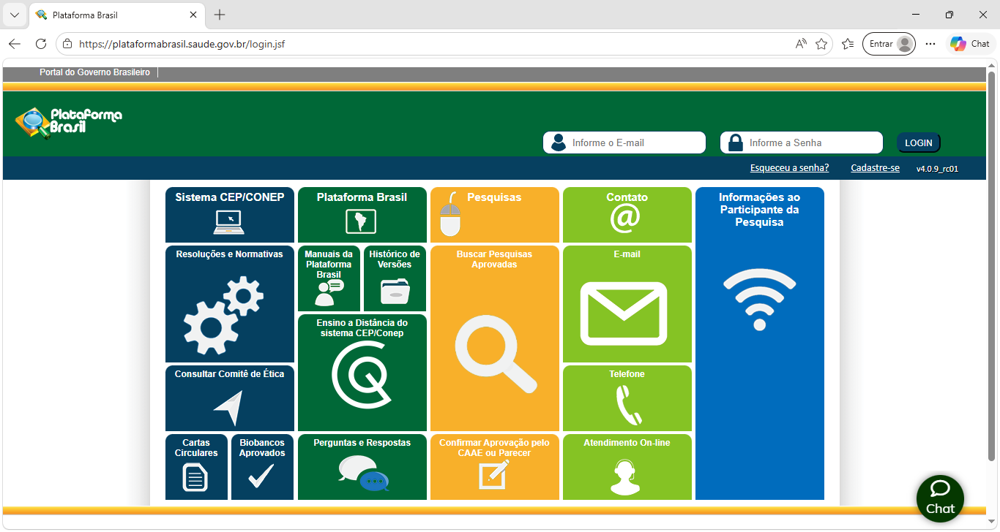 Plataforma Brasil
https://plataformabrasil.saude.gov.br/login.jsf
Entrar
Chat
Portal do Governo Brasileiro
Plataforma
Brasil
Informe o E-mail
Informe a Senha
LOGIN
Esqueceu a senha?
Cadastre-se
v4.0.9_rc01
Sistema CEP/CONEP
Plataforma Brasil
Pesquisas
Contato
@
Informações ao
Participante da
Pesquisa
Resoluções e Normativas
Manuais da
Plataforma
Brasil
Histórico de
Versões
Buscar Pesquisas
Aprovadas
E-mail
Ensino a Distância do
sistema CEP/Conep
Consultar Comitê de Ética
Telefone
Cartas
Circulares
Biobancos
Aprovados
Perguntas e Respostas
Confirmar Aprovação pelo
CAAE ou Parecer
Atendimento On-line
Chat